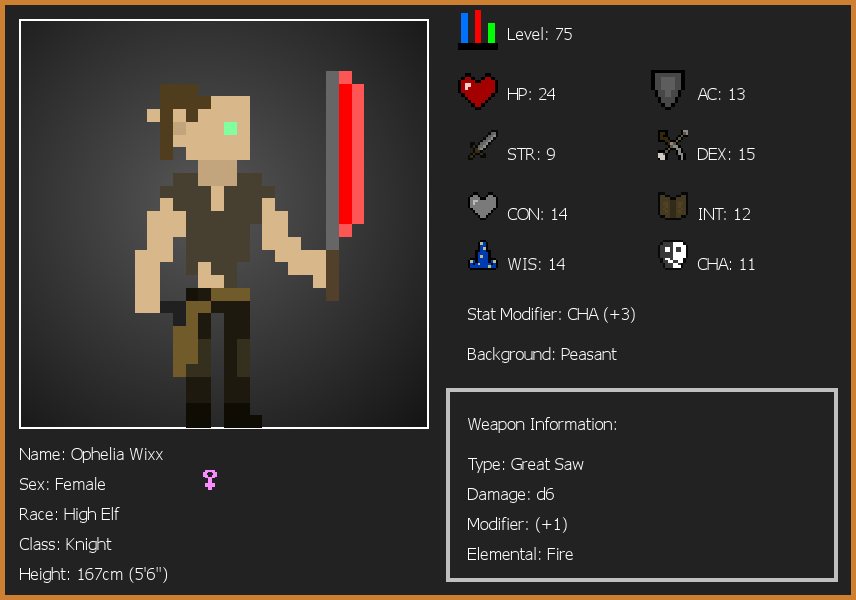 Level: 75
HP: 24
AC: 13
STR: 9
DEX: 15
CON: 14
INT: 12
WIS: 14
CHA: 11
Stat Modifier: CHA (+3)
Background: Peasant
Weapon Information:
Type: Great Saw
Damage: d6
Modifier: (+1)
Elemental: Fire
Name: Ophelia Wixx
Sex: Female
Race: High Elf
Class: Knight
Height: 167cm (5'6")